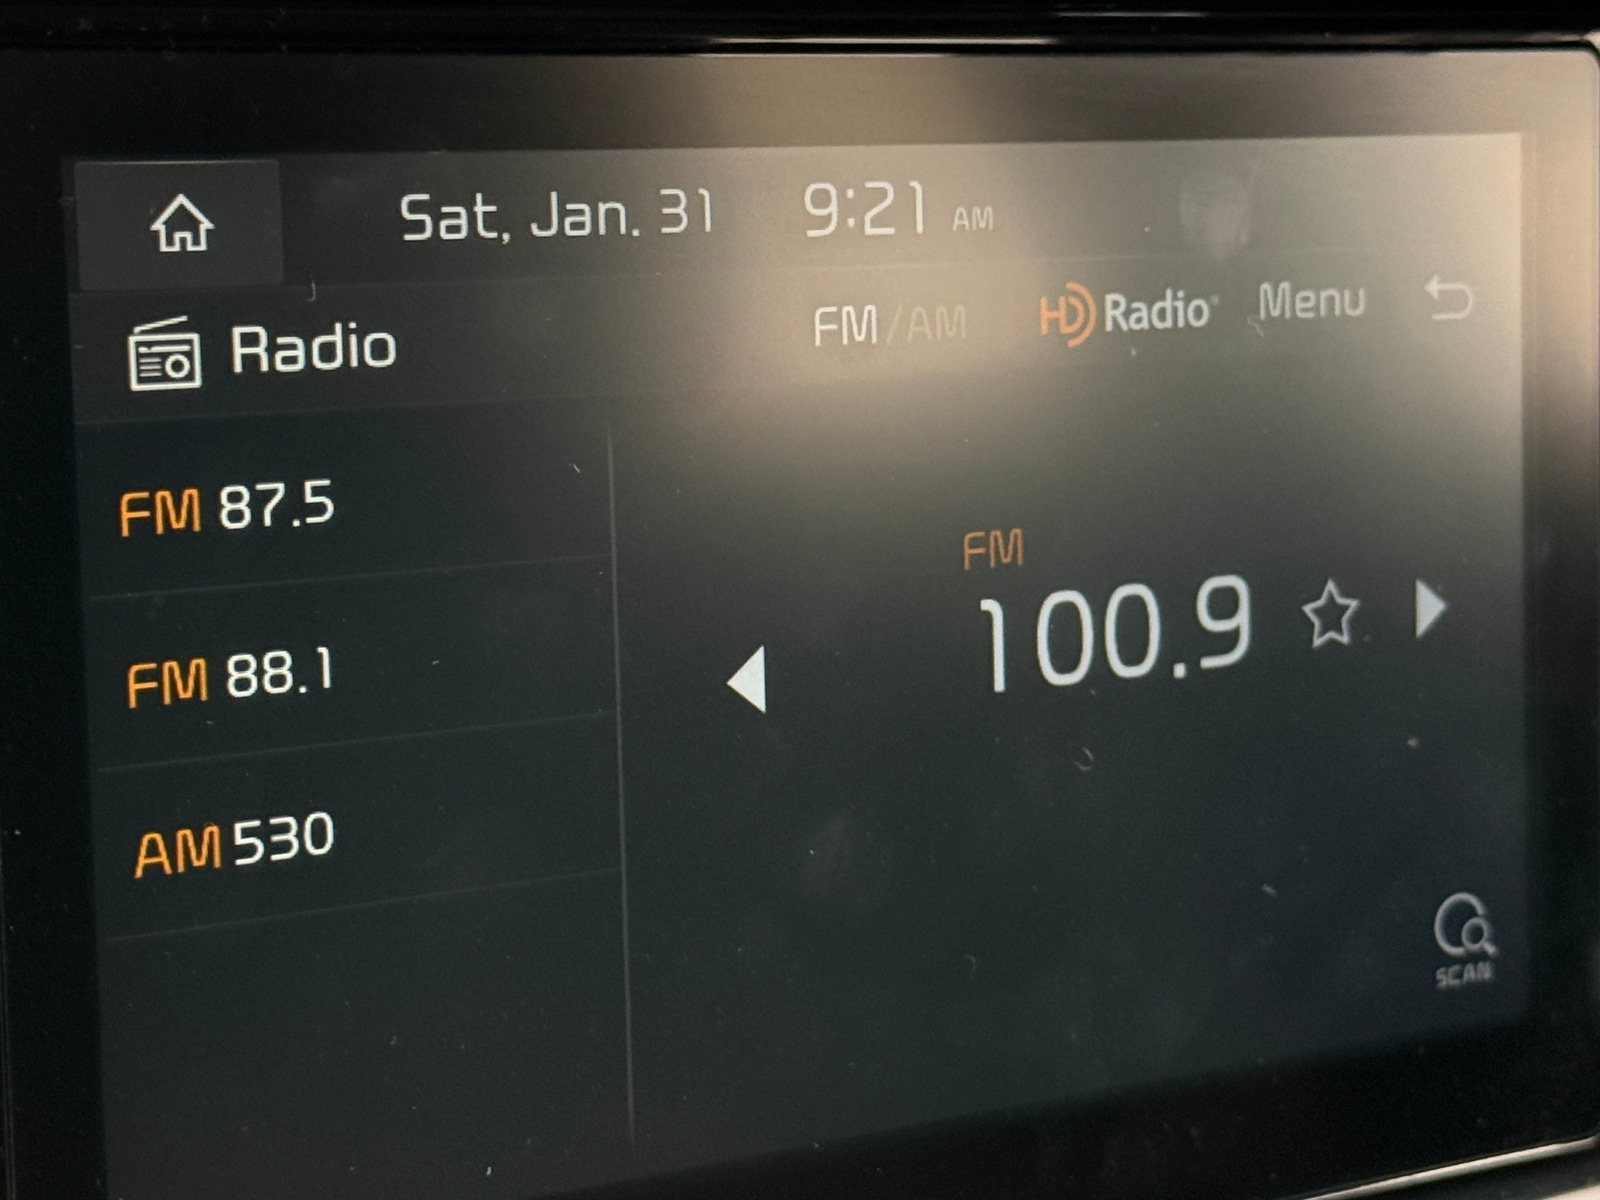 Sat, Jan. 31 9:21 AM
Radio FM/AM HD Radio Menu
FM 87.5
FM 88.1
AM 530
FM
100.9
SCAN